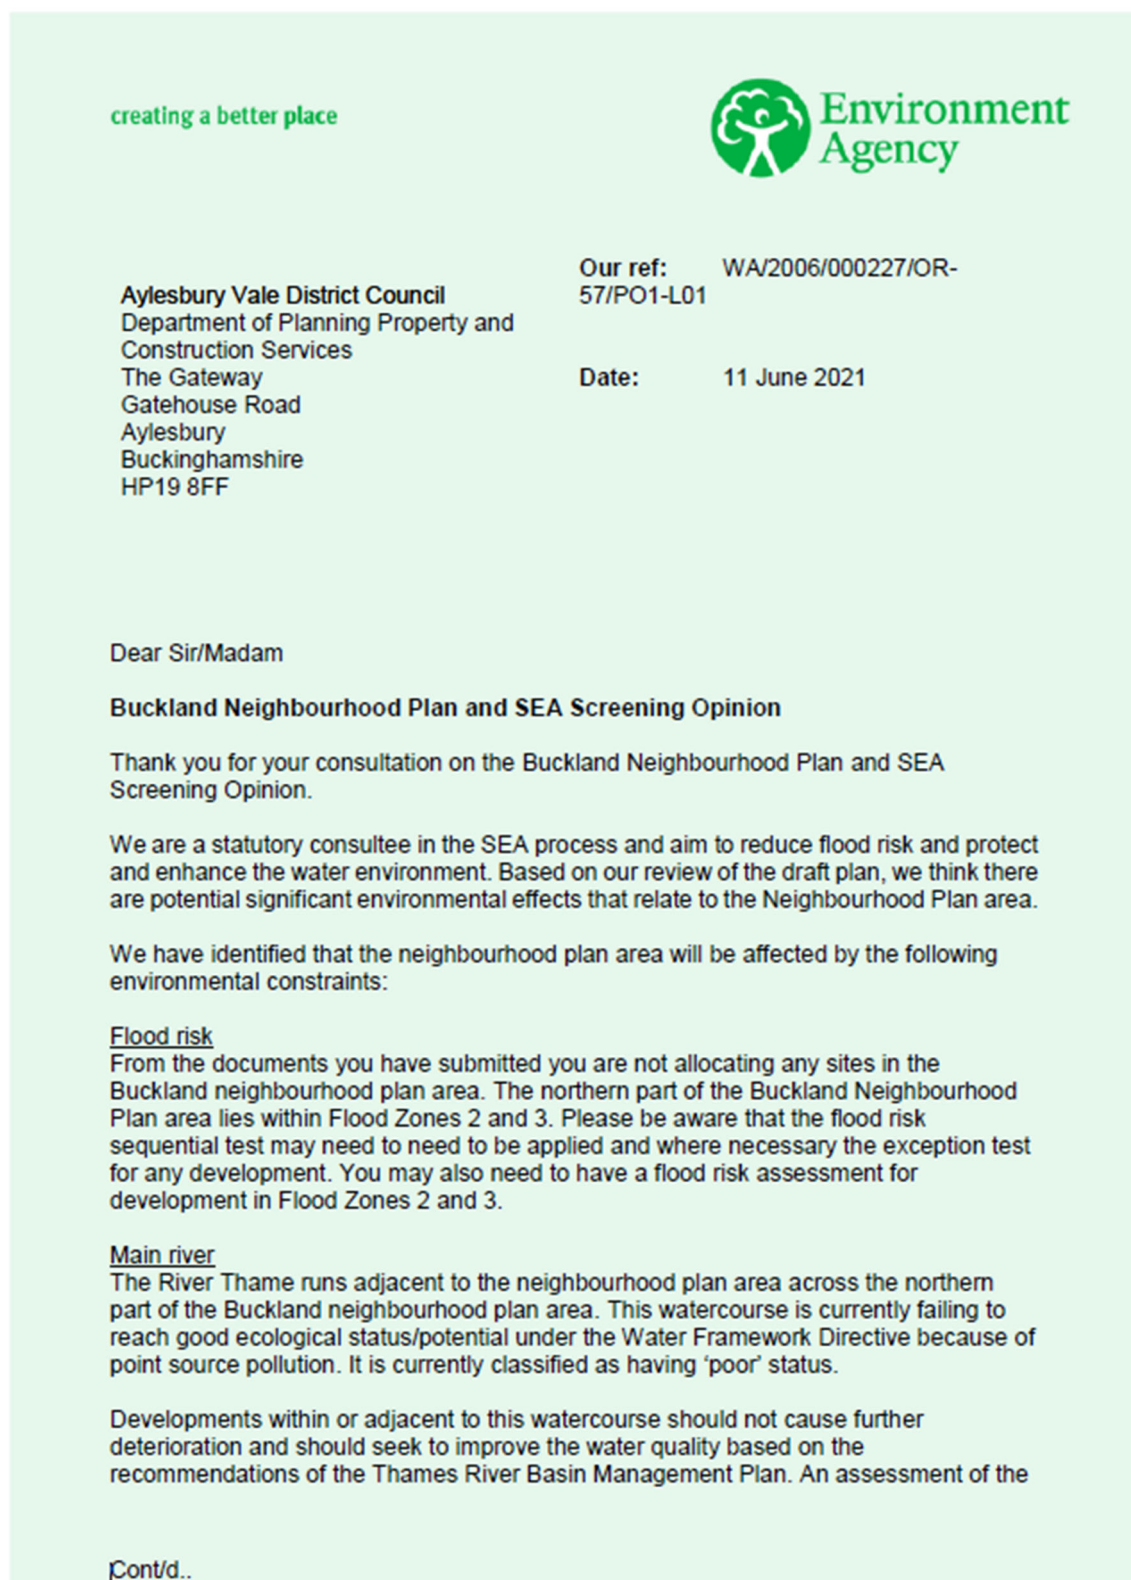 creating a better place
Environment
Agency
Aylesbury Vale District Council
Department of Planning Property and
Construction Services
The Gateway
Gatehouse Road
Aylesbury
Buckinghamshire
HP19 8FF
Our ref: WA/2006/000227/OR-
57/PO1-L01
Date: 11 June 2021
Dear Sir/Madam
Buckland Neighbourhood Plan and SEA Screening Opinion
Thank you for your consultation on the Buckland Neighbourhood Plan and SEA
Screening Opinion.
We are a statutory consultee in the SEA process and aim to reduce flood risk and protect
and enhance the water environment. Based on our review of the draft plan, we think there
are potential significant environmental effects that relate to the Neighbourhood Plan area.
We have identified that the neighbourhood plan area will be affected by the following
environmental constraints:
Flood risk
From the documents you have submitted you are not allocating any sites in the
Buckland neighbourhood plan area. The northern part of the Buckland Neighbourhood
Plan area lies within Flood Zones 2 and 3. Please be aware that the flood risk
sequential test may need to need to be applied and where necessary the exception test
for any development. You may also need to have a flood risk assessment for
development in Flood Zones 2 and 3.
Main river
The River Thame runs adjacent to the neighbourhood plan area across the northern
part of the Buckland neighbourhood plan area. This watercourse is currently failing to
reach good ecological status/potential under the Water Framework Directive because of
point source pollution. It is currently classified as having ‘poor’ status.
Developments within or adjacent to this watercourse should not cause further
deterioration and should seek to improve the water quality based on the
recommendations of the Thames River Basin Management Plan. An assessment of the
Cont/d..